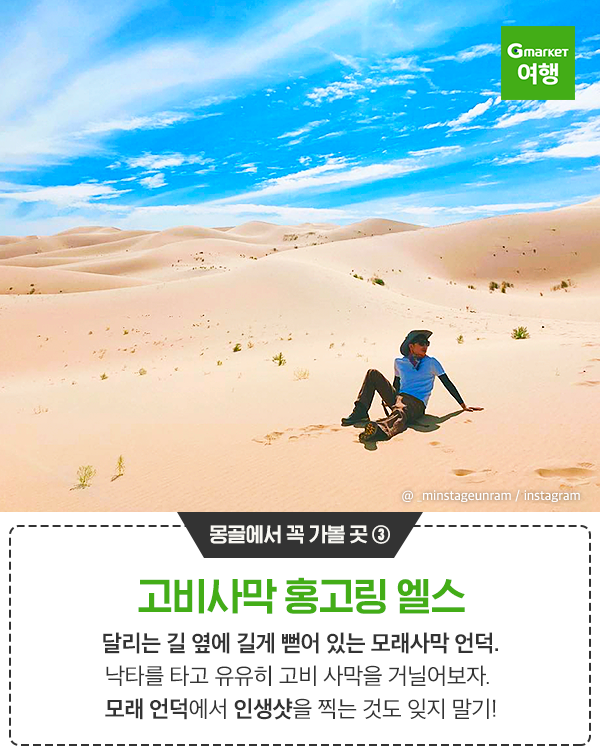 Gmarket
여행
@_minstageunram / instagram
몽골에서 꼭 가볼 곳 ③
고비사막 홍고링 엘스
달리는 길 옆에 길게 뻗어 있는 모래사막 언덕.
낙타를 타고 유유히 고비 사막을 거닐어보자.
모래 언덕에서 인생샷을 찍는 것도 잊지 말기!